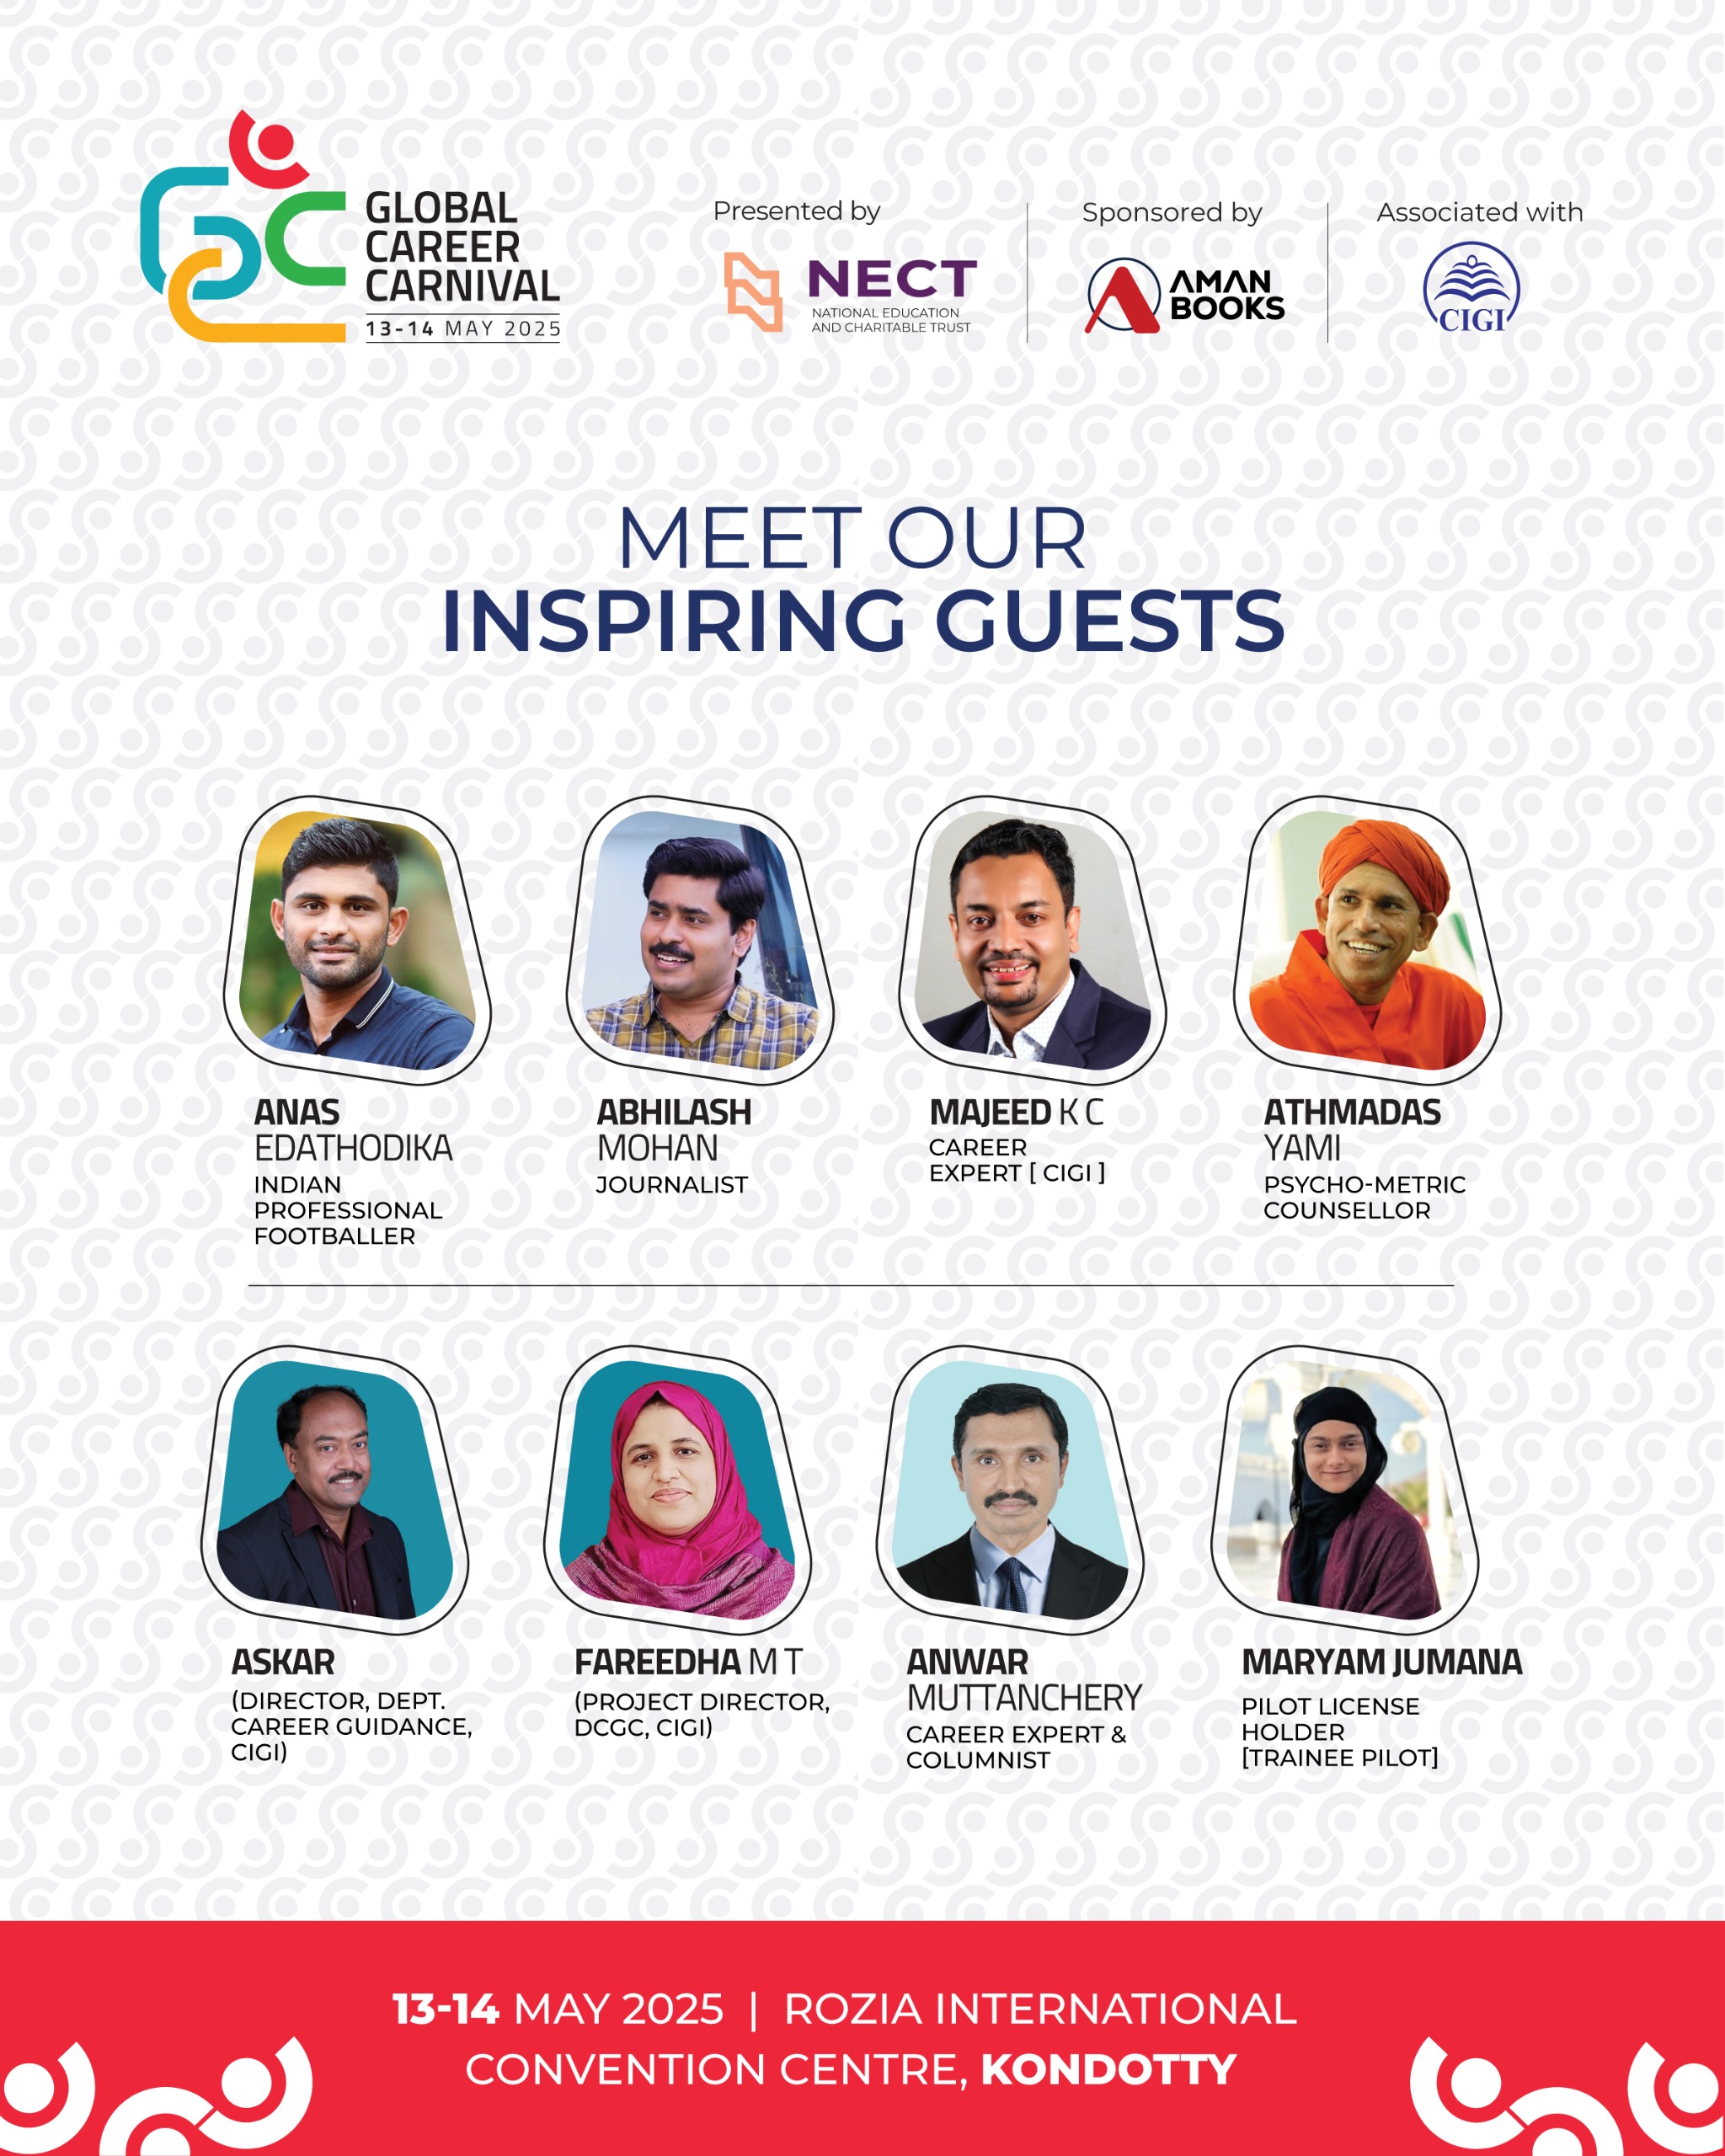 GLOBAL
CAREER
CARNIVAL
13-14 MAY 2025
Presented by
NECT
NATIONAL EDUCATION
AND CHARITABLE TRUST
Sponsored by
AMAN
BOOKS
Associated with
CIGI
MEET OUR
INSPIRING GUESTS
ANAS
EDATHODIKA
INDIAN
PROFESSIONAL
FOOTBALLER
ABHILASH
MOHAN
JOURNALIST
MAJEED K C
CAREER
EXPERT [ CIGI ]
ATHMADAS
YAMI
PSYCHO-METRIC
COUNSELLOR
ASKAR
(DIRECTOR, DEPT.
CAREER GUIDANCE,
CIGI)
FAREEDHA M T
(PROJECT DIRECTOR,
DCGC, CIGI)
ANWAR
MUTTANCHERY
CAREER EXPERT &
COLUMNIST
MARYAM JUMANA
PILOT LICENSE
HOLDER
[TRAINEE PILOT]
13-14 MAY 2025 | ROZIA INTERNATIONAL
CONVENTION CENTRE, KONDOTTY